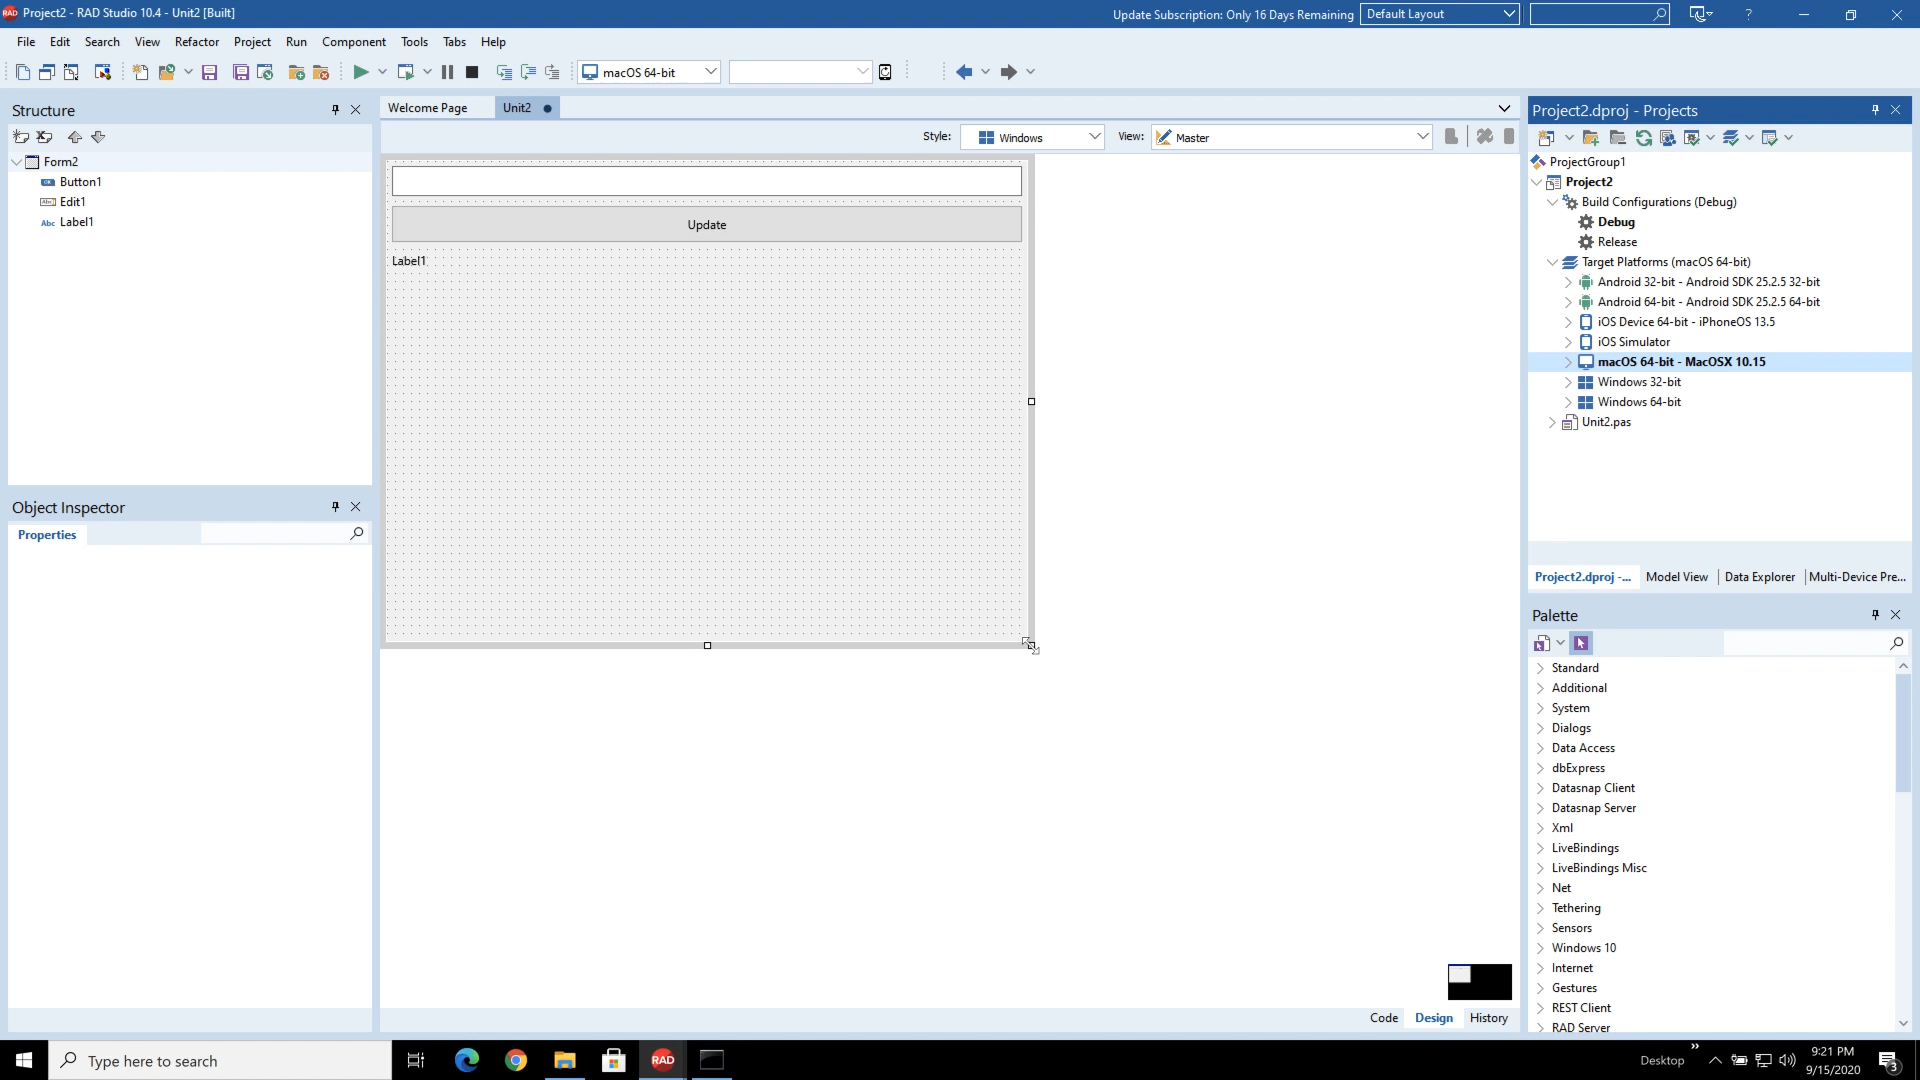 RAD Project2 - RAD Studio 10.4 - Unit2 [Built]
Update Subscription: Only 16 Days Remaining
Default Layout
?
File Edit Search View Refactor Project Run Component Tools Tabs Help
macOS 64-bit
Structure
Form2
Button1
Edit1
Abc Label1
Object Inspector
Properties
Welcome Page
Unit2
Style: Windows
View: Master
Update
Label1
Code Design History
Project2.dproj - Projects
ProjectGroup1
Project2
Build Configurations (Debug)
Debug
Release
Target Platforms (macOS 64-bit)
Android 32-bit - Android SDK 25.2.5 32-bit
Android 64-bit - Android SDK 25.2.5 64-bit
iOS Device 64-bit - iPhoneOS 13.5
iOS Simulator
macOS 64-bit - MacOSX 10.15
Windows 32-bit
Windows 64-bit
Unit2.pas
Project2.dproj -... Model View Data Explorer Multi-Device Pre...
Palette
Standard
Additional
System
Dialogs
Data Access
dbExpress
Datasnap Client
Datasnap Server
Xml
LiveBindings
LiveBindings Misc
Net
Tethering
Sensors
Windows 10
Internet
Gestures
REST Client
RAD Server
Type here to search
RAD
Desktop
9:21 PM
9/15/2020
3